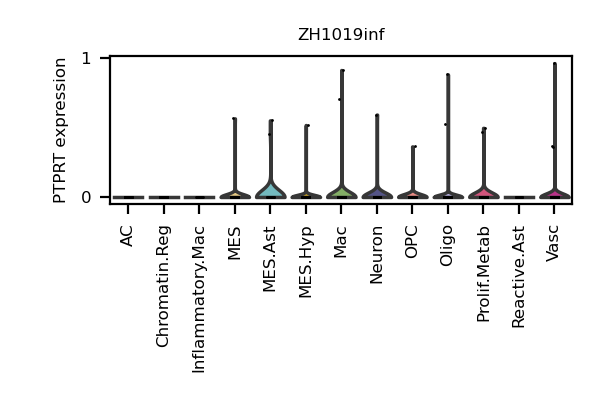 ZH1019inf
PTPRT expression
1
0
AC
Chromatin.Reg
Inflammatory.Mac
MES
MES.Ast
MES.Hyp
Mac
Neuron
OPC
Oligo
Prolif.Metab
Reactive.Ast
Vasc